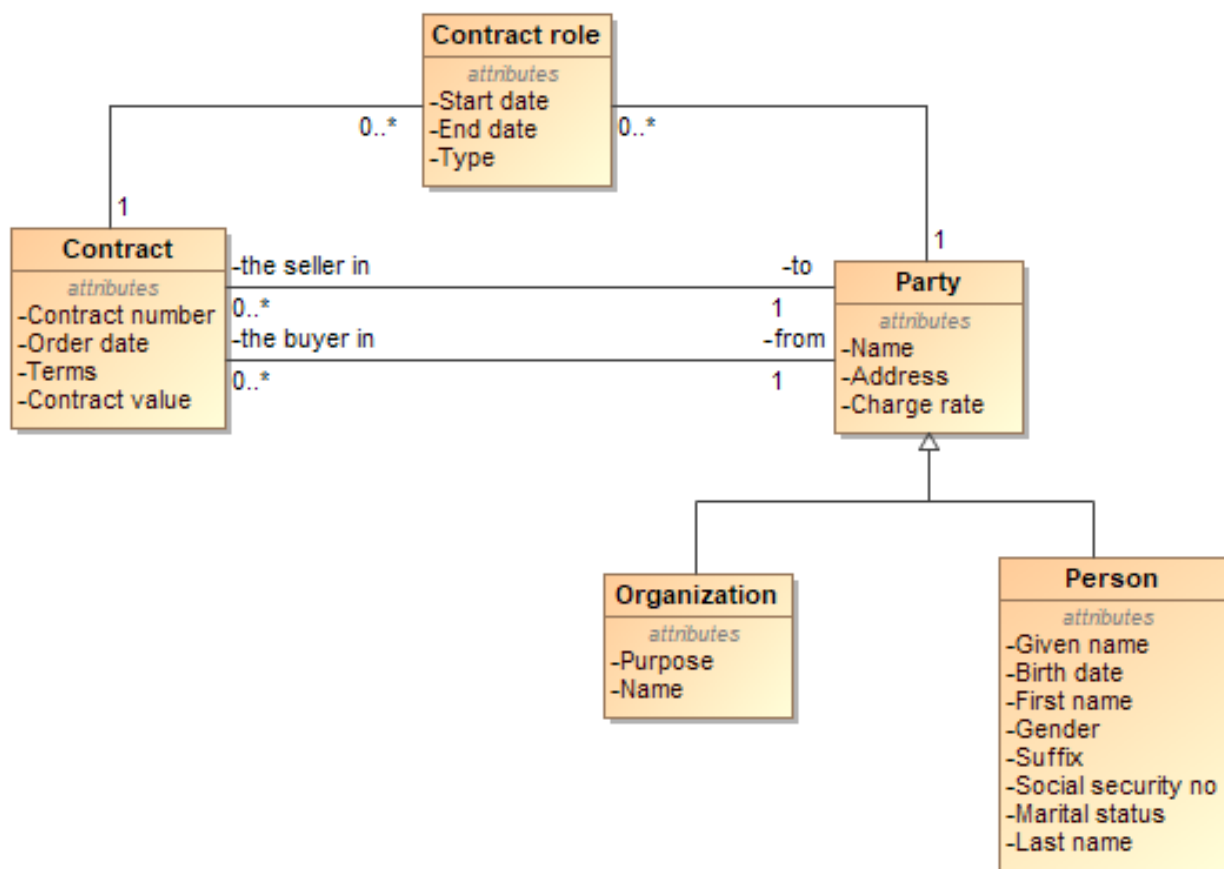 Contract role
attributes
-Start date
-End date
-Type
0..*
0..*
1
1
Contract
attributes
-Contract number
-Order date
-Terms
-Contract value
-the seller in
-to
0..*
1
-the buyer in
-from
0..*
1
Party
attributes
-Name
-Address
-Charge rate
Organization
attributes
-Purpose
-Name
Person
attributes
-Given name
-Birth date
-First name
-Gender
-Suffix
-Social security no
-Marital status
-Last name